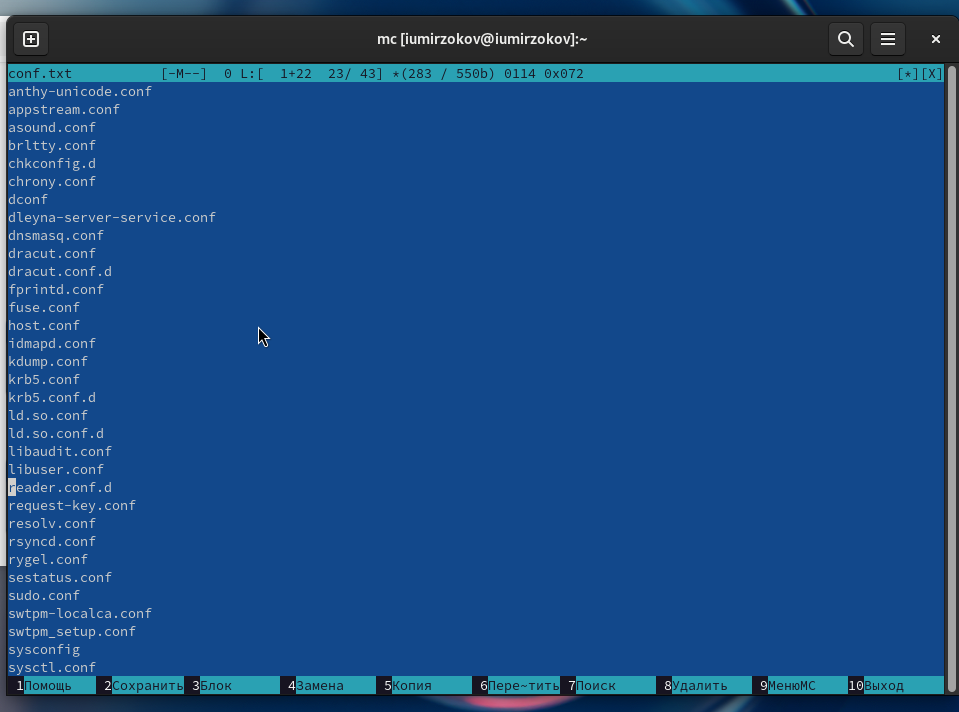 mc [iumirzokov@iumirzokov]:~
conf.txt [-M--] 0 L:[ 1+22 23/ 43] *(283 / 550b) 0114 0x072 [*][X]
anthy-unicode.conf
appstream.conf
asound.conf
brltty.conf
chkconfig.d
chrony.conf
dconf
dleyna-server-service.conf
dnsmasq.conf
dracut.conf
dracut.conf.d
fprintd.conf
fuse.conf
host.conf
idmapd.conf
kdump.conf
krb5.conf
krb5.conf.d
ld.so.conf
ld.so.conf.d
libaudit.conf
libuser.conf
reader.conf.d
request-key.conf
resolv.conf
rsyncd.conf
rygel.conf
sestatus.conf
sudo.conf
swtpm-localca.conf
swtpm_setup.conf
sysconfig
sysctl.conf
1Помощь 2Сохранить 3Блок 4Замена 5Копия 6Пере~тить 7Поиск 8Удалить 9МенюMC 10Выход